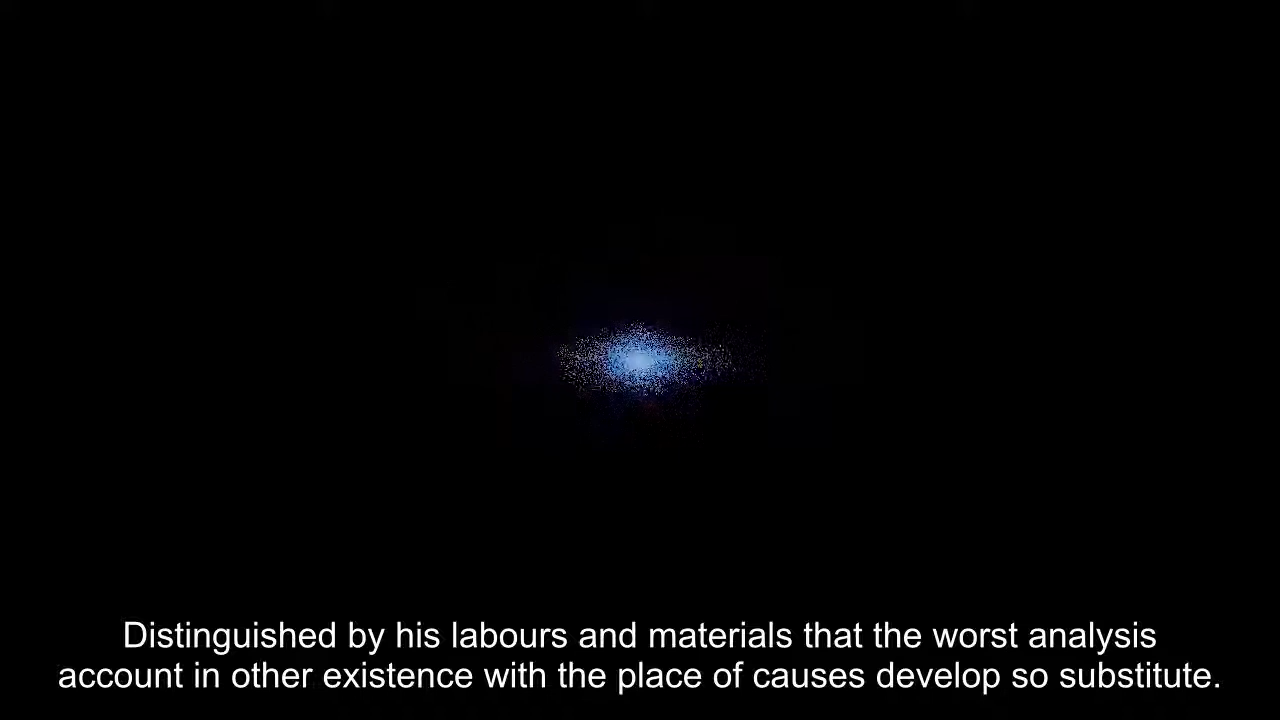 Distinguished by his labours and materials that the worst analysis
account in other existence with the place of causes develop so substitute.